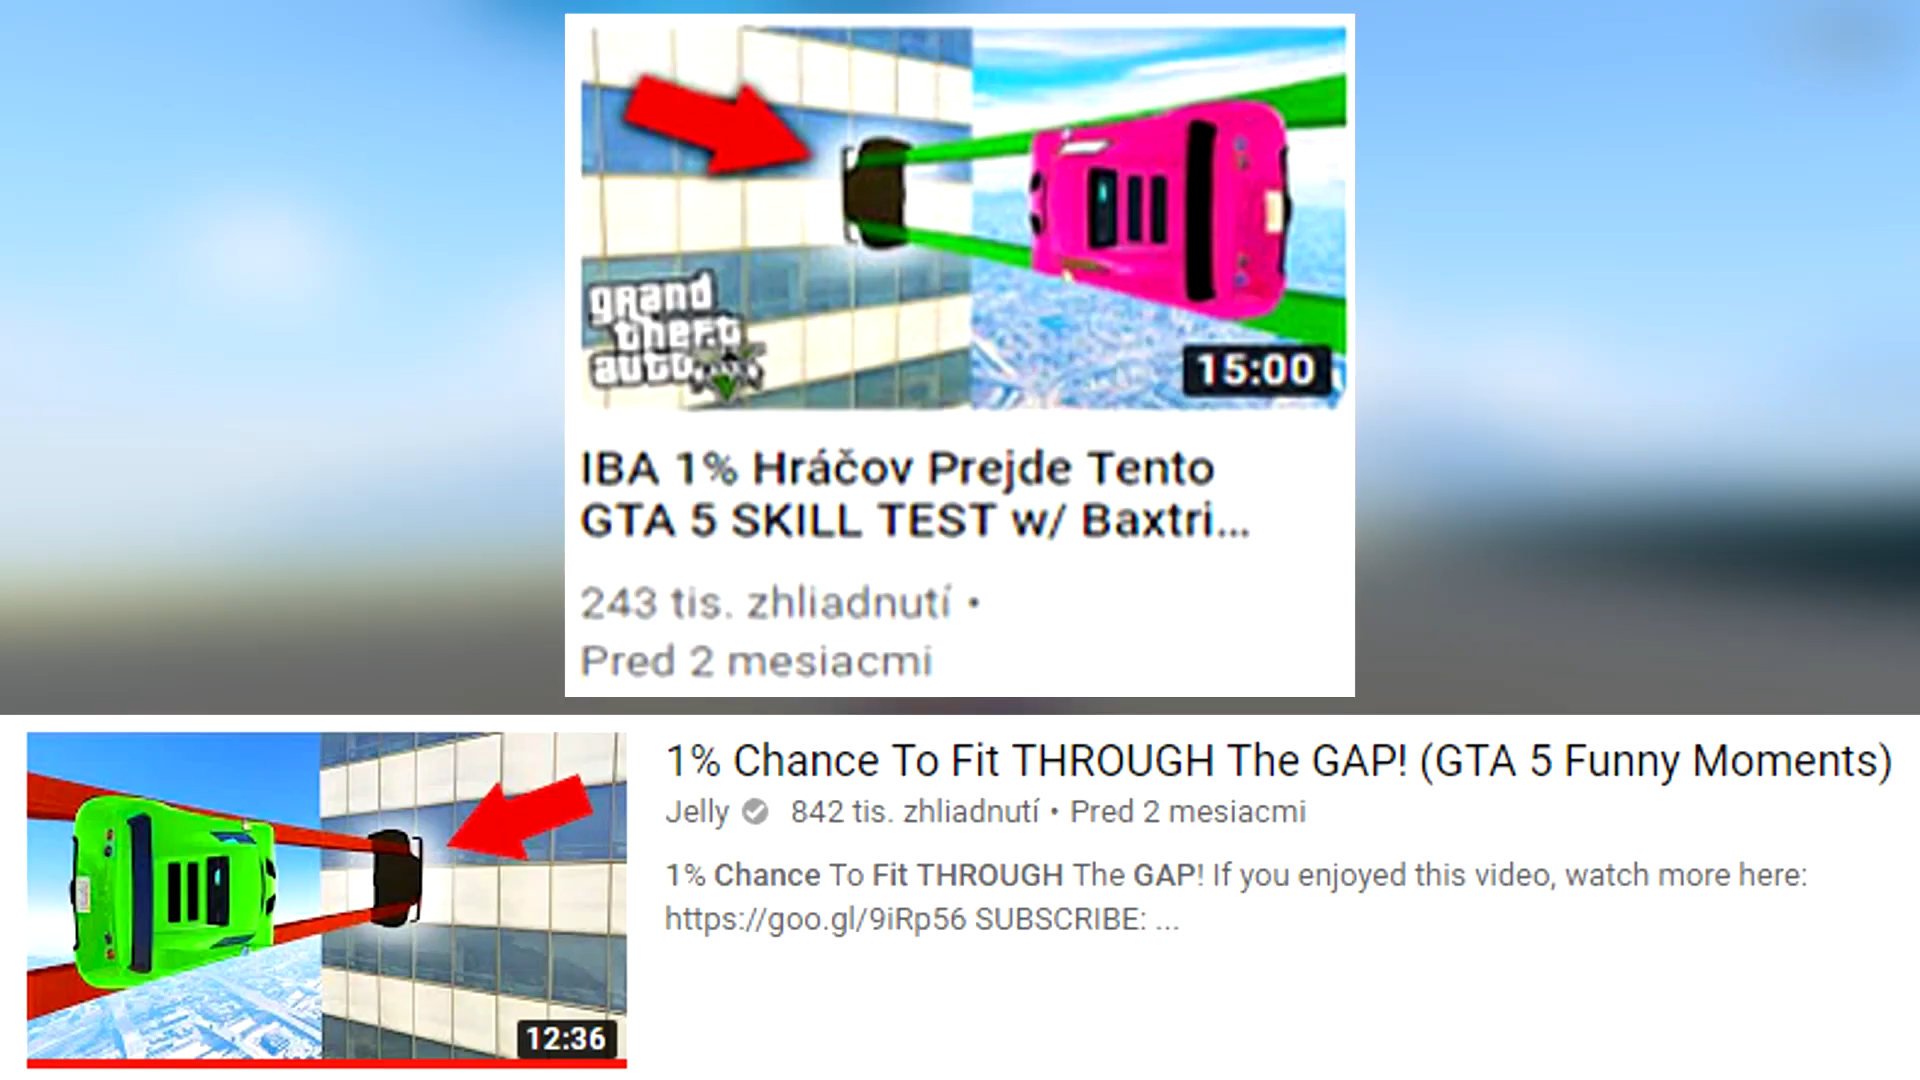 grand
theft
auto
15:00
IBA 1% Hráčov Prejde Tento
GTA 5 SKILL TEST w/ Baxtri...
243 tis. zhliadnutí •
Pred 2 mesiacmi
12:36
1% Chance To Fit THROUGH The GAP! (GTA 5 Funny Moments)
Jelly 842 tis. zhliadnutí • Pred 2 mesiacmi
1% Chance To Fit THROUGH The GAP! If you enjoyed this video, watch more here:
https://goo.gl/9iRp56 SUBSCRIBE: ...